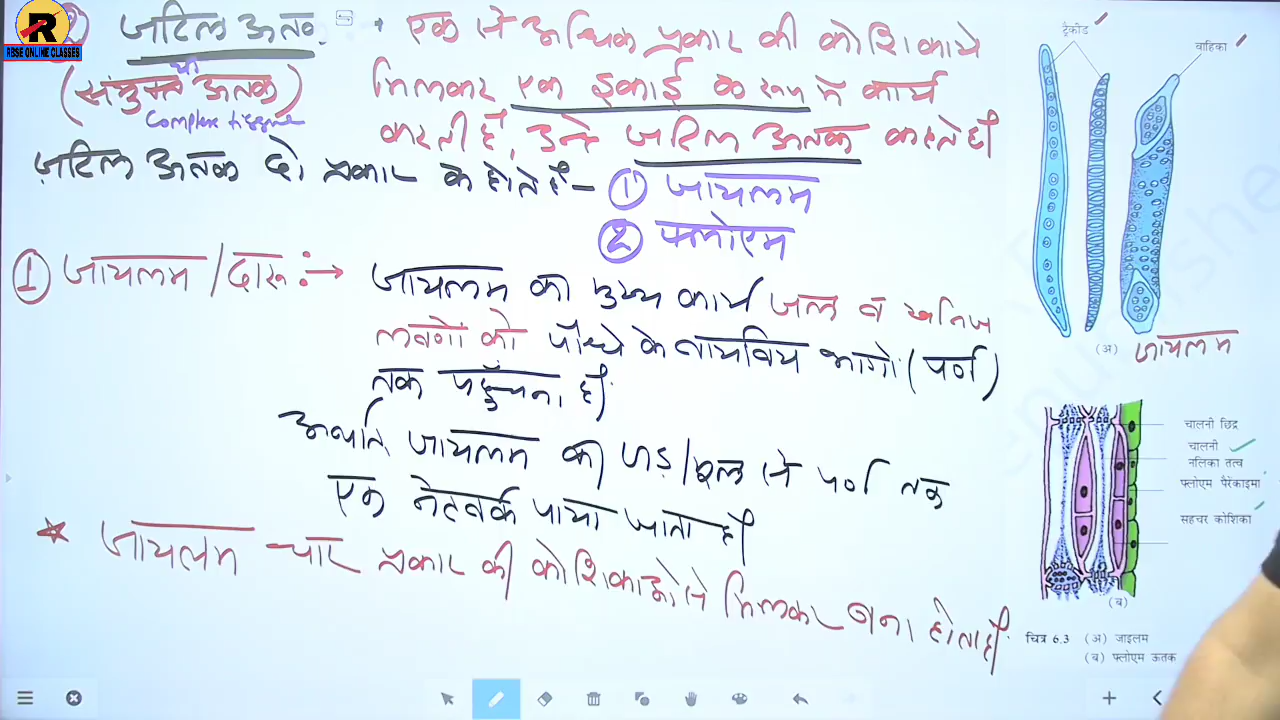 RBSE ONLINE CLASSES
② जटिल ऊतक → एक से अधिक प्रकार की कोशिकाये
या
(संयुक्त ऊतक) मिलकर एक इकाई के रूप में कार्य
Complex tissue
करती हैं, उन्हें जटिल ऊतक कहते हैं
जटिल ऊतक दो प्रकार के होते हैं – ① जायलम
② फ्लोएम
① जायलम / दारू :→ जायलम का मुख्य कार्य जल व खनिज
लवणों को पौधे के वायविय भागो (पर्ण)
तक पहुँचाना है।
अर्थात् जायलम का जड़/मूल से पर्ण तक
एक नेटवर्क पाया जाता है
★ जायलम चार प्रकार की कोशिकाओं से मिलकर बना होता है
ट्रैकीड
वाहिका
(अ) जायलम
चालनी छिद्र
चालनी
नलिका तत्व
फ्लोएम पैरेंकाइमा
सहचर कोशिका
(ब)
चित्र 6.3 (अ) जाइलम
(ब) फ्लोएम ऊतक